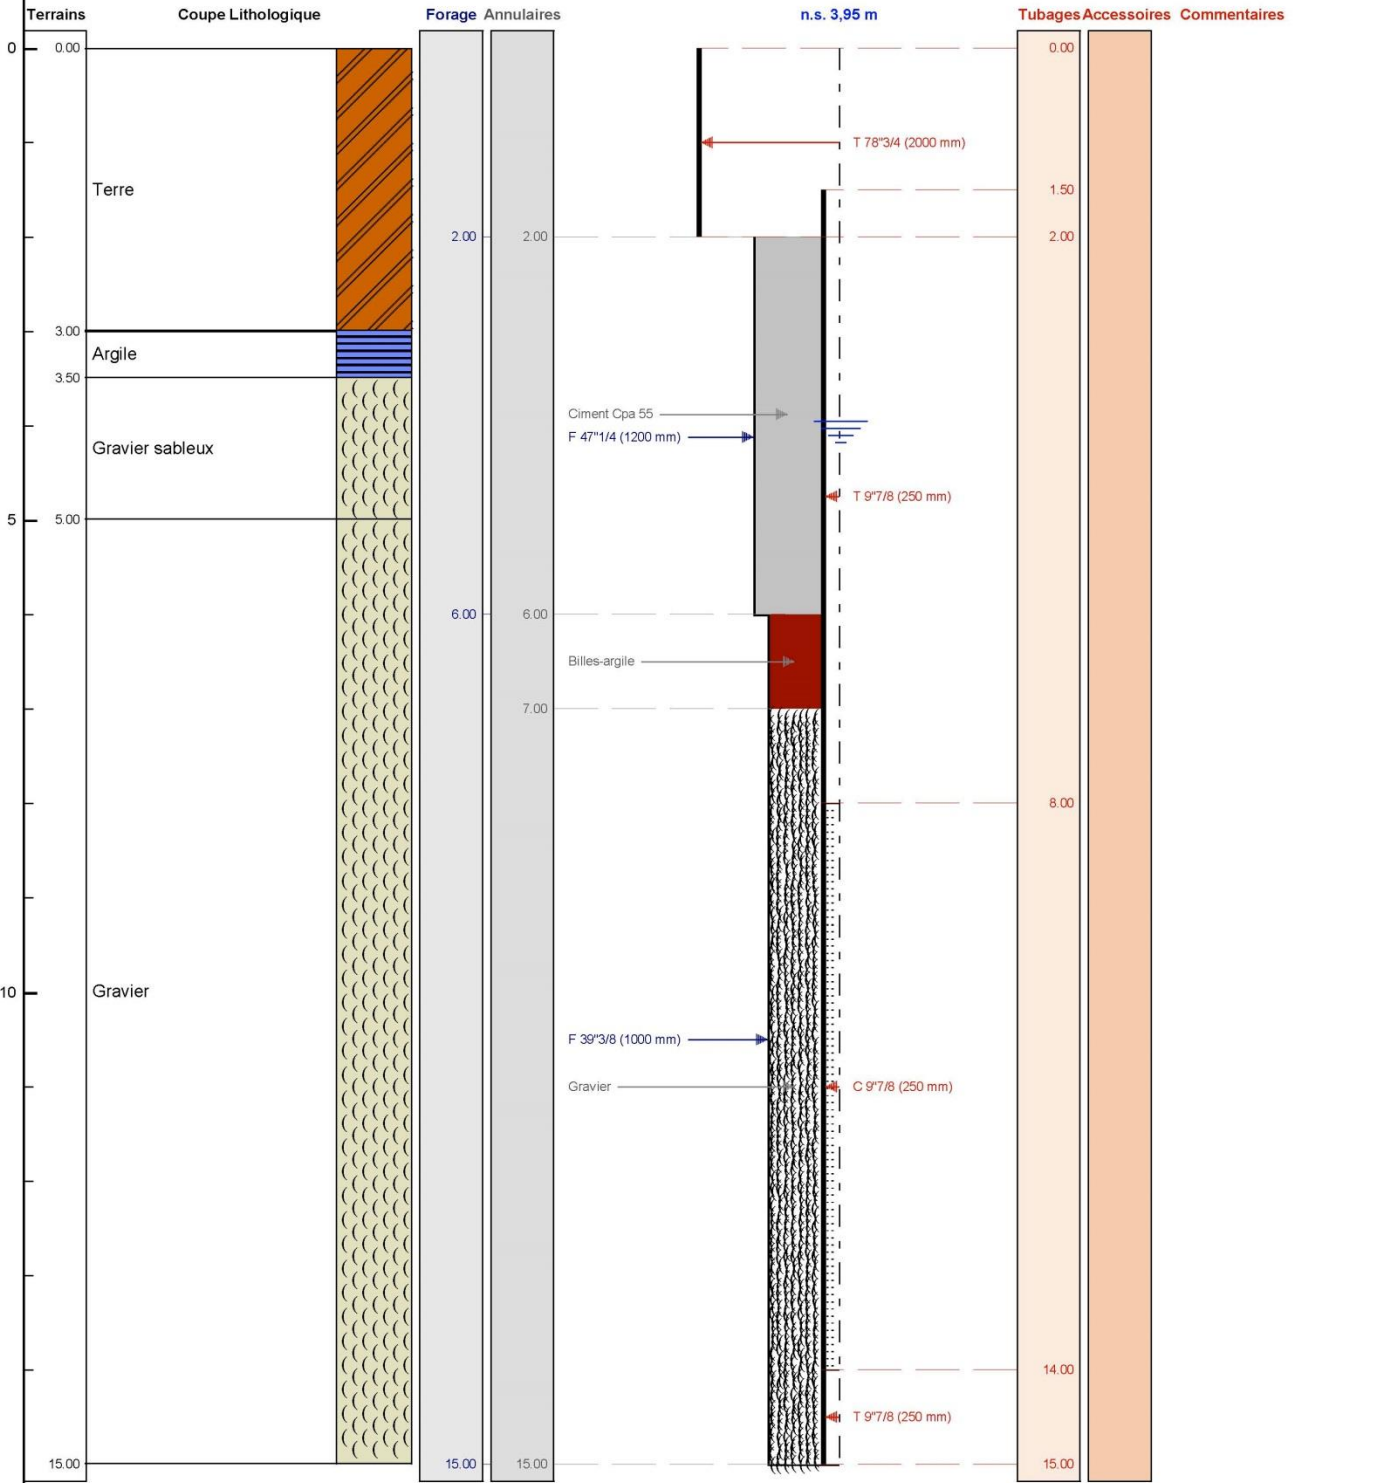 Terrains Coupe Lithologique Forage Annulaires n.s. 3,95 m Tubages Accessoires Commentaires
0 0.00 0.00
T 78"3/4 (2000 mm)
Terre 1.50
2.00 2.00 2.00
3.00
Argile
3.50
Ciment Cpa 55
F 47"1/4 (1200 mm)
Gravier sableux
T 9"7/8 (250 mm)
5 5.00
6.00 6.00
Billes-argile
7.00
8.00
10 Gravier
F 39"3/8 (1000 mm)
Gravier C 9"7/8 (250 mm)
14.00
T 9"7/8 (250 mm)
15.00 15.00 15.00 15.00